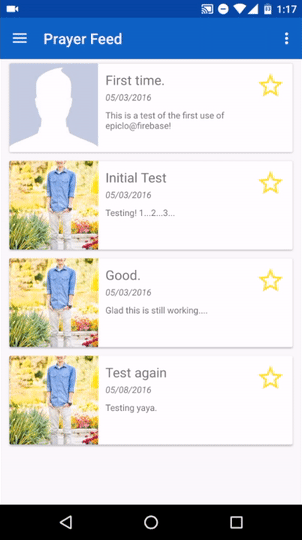 1:17
Prayer Feed
First time.
05/03/2016
This is a test of the first use of
epiclo@firebase!
Initial Test
05/03/2016
Testing! 1...2...3...
Good.
05/03/2016
Glad this is still working....
Test again
05/08/2016
Testing yaya.